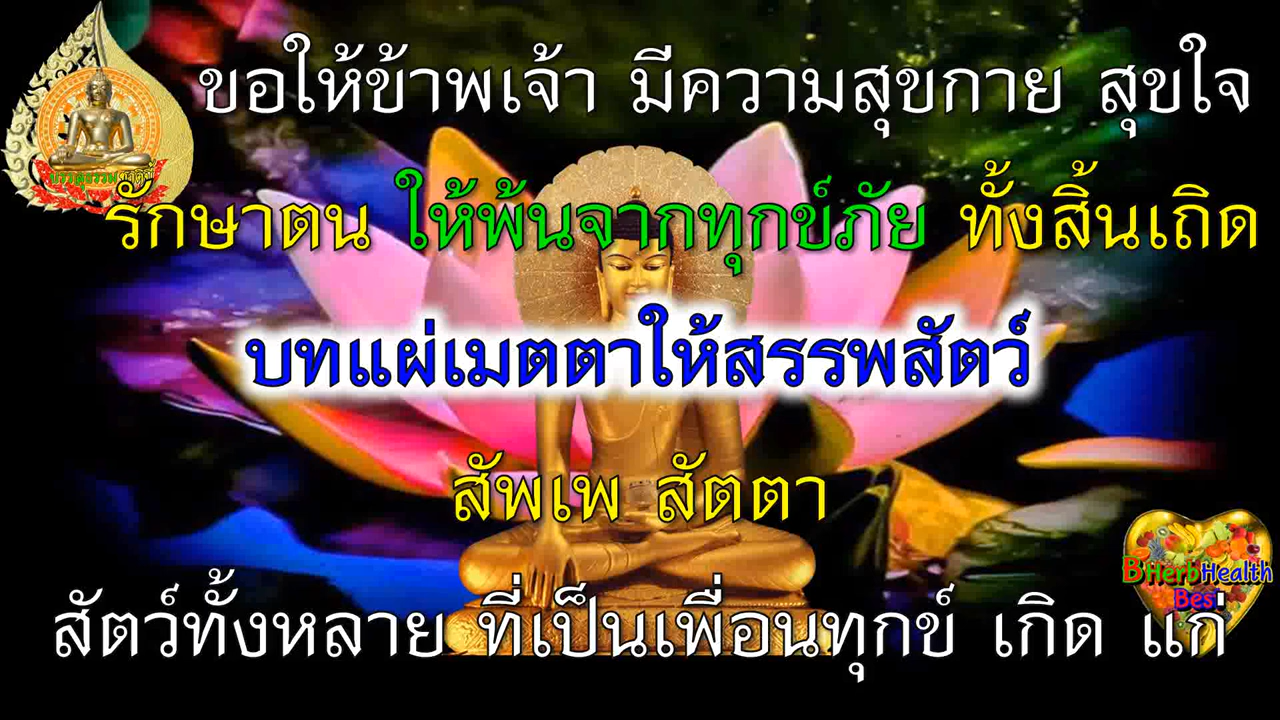 ขอให้ข้าพเจ้า มีความสุขกาย สุขใจ
รักษาตน ให้พ้นจากทุกข์ภัย ทั้งสิ้นเถิด
บทแผ่เมตตาให้สรรพสัตว์
สัพเพ สัตตา
สัตว์ทั้งหลาย ที่เป็นเพื่อนทุกข์ เกิด แก่
B HerbHealth
Best